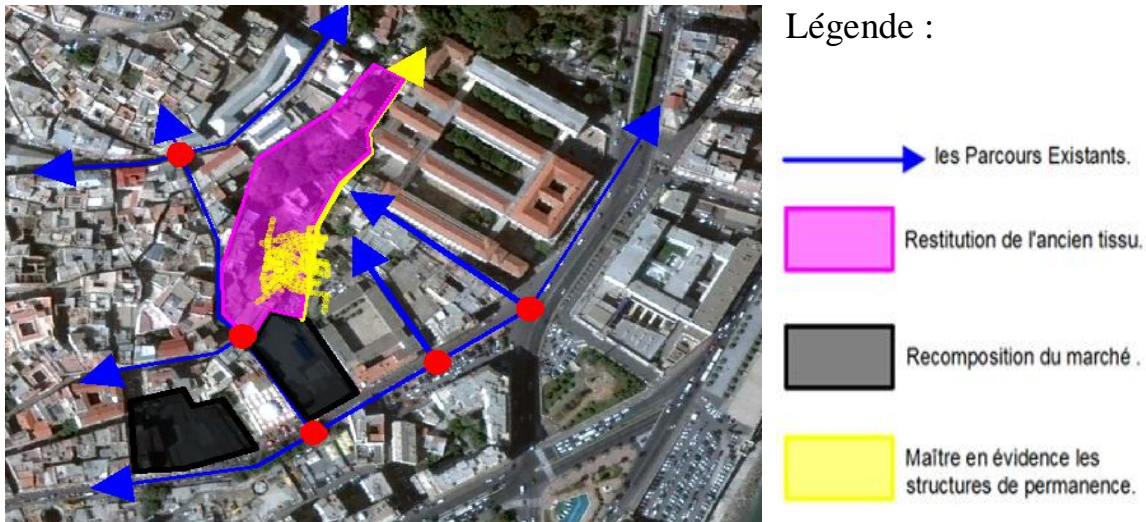 Légende :
les Parcours Existants.
Restitution de l'ancien tissu.
Recomposition du marché .
Maître en évidence les
structures de permanence.